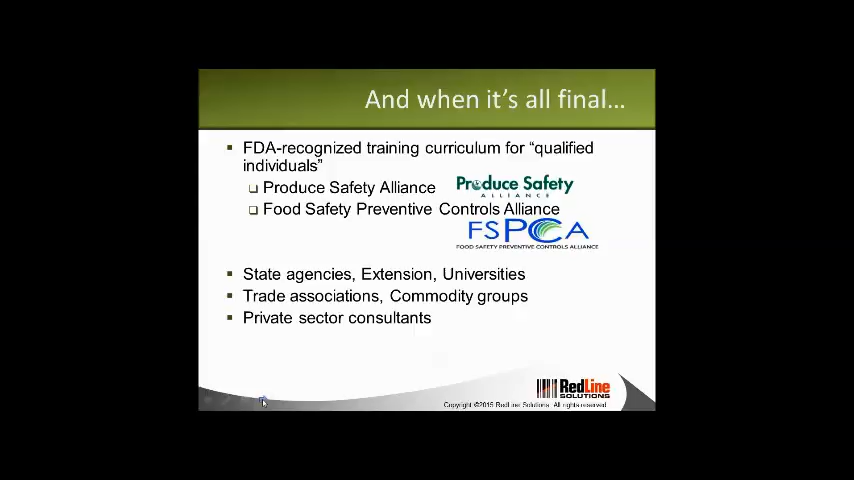 And when it's all final...
FDA-recognized training curriculum for "qualified
individuals"
Produce Safety Alliance
Produce Safety
ALLIANCE
Food Safety Preventive Controls Alliance
FSPCA
FOOD SAFETY PREVENTIVE CONTROLS ALLIANCE
State agencies, Extension, Universities
Trade associations, Commodity groups
Private sector consultants
RedLine
SOLUTIONS
Copyright ©2015 RedLine Solutions. All rights reserved.